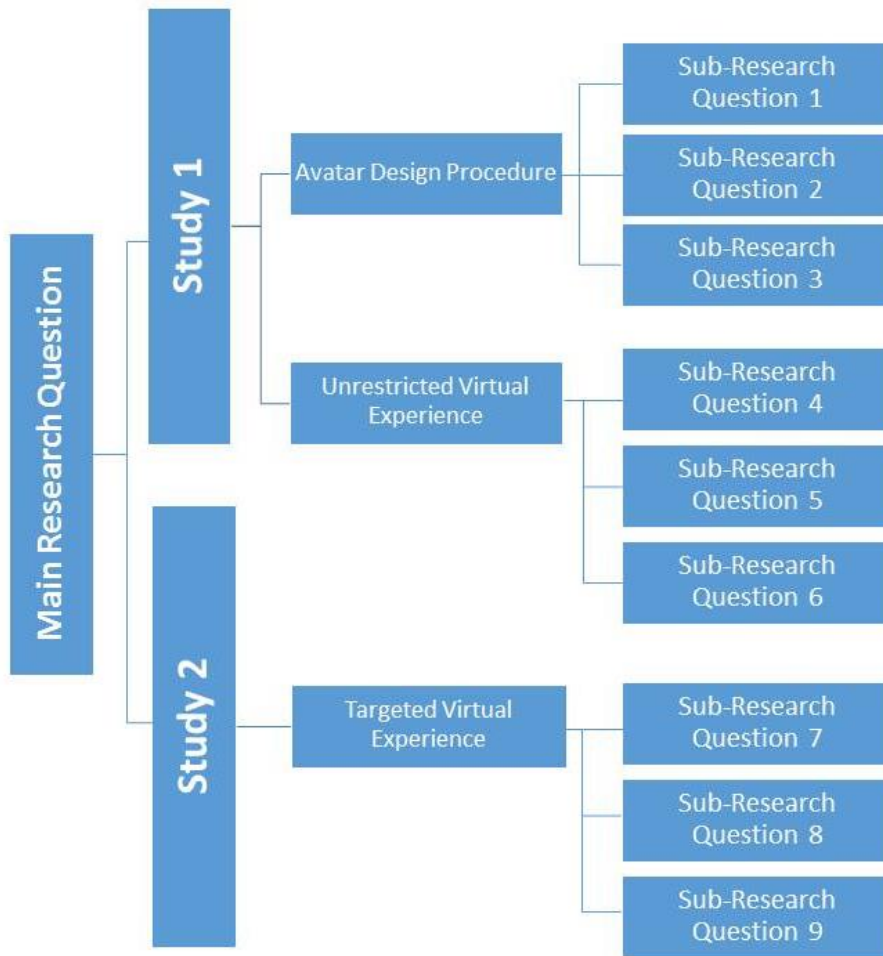 Main Research Question
Study 1
Avatar Design Procedure
Sub-Research
Question 1
Sub-Research
Question 2
Sub-Research
Question 3
Unrestricted Virtual
Experience
Sub-Research
Question 4
Sub-Research
Question 5
Sub-Research
Question 6
Study 2
Targeted Virtual
Experience
Sub-Research
Question 7
Sub-Research
Question 8
Sub-Research
Question 9